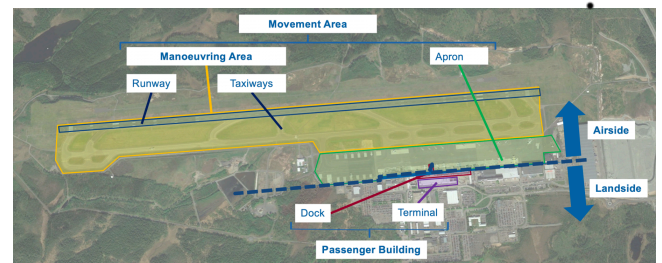 Movement Area
Manoeuvring Area
Apron
Runway
Taxiways
Airside
Landside
Dock
Terminal
Passenger Building